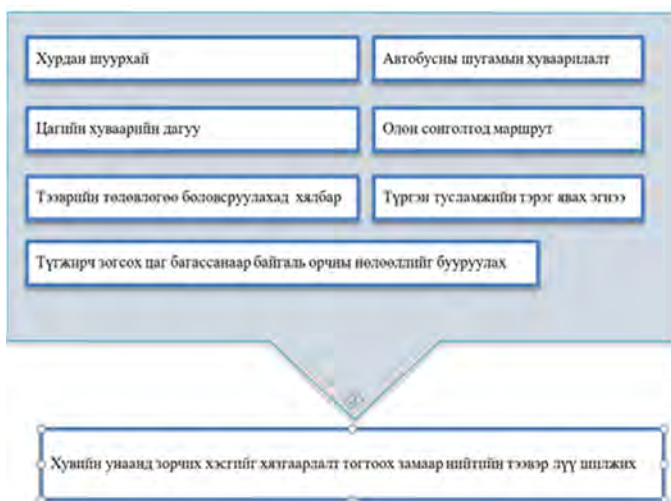 Хурдан шуурхай
Автобусны шугамын хуваарилалт
Цагийн хуваарийн дагуу
Олон сонголтод маршрут
Тээврийн төлөвлөгөө боловсруулахад хялбар
Түргэн тусламжийн тэрэг явах эгнээ
Түгжирч зогсох цаг багассанаар байгаль орчны нөлөөллийг бууруулах
Хувийн унаанд зорчих хэсгийг хязгаарлалт тогтоох замаар нийтийн тээвэр лүү шилжих